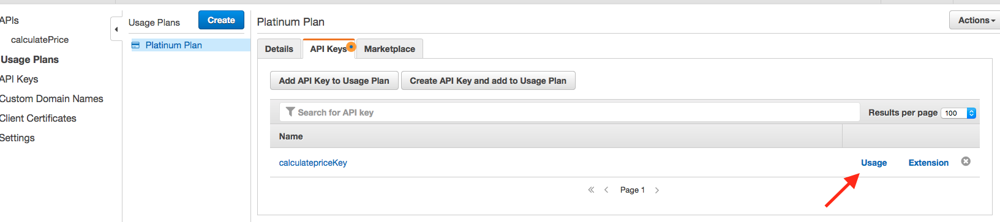 APIs
calculatePrice
Usage Plans
API Keys
Custom Domain Names
Client Certificates
Settings
Usage Plans
Create
Platinum Plan
Platinum Plan
Actions
Details
API Keys
Marketplace
Add API Key to Usage Plan
Create API Key and add to Usage Plan
Search for API key
Results per page 100
Name
calculatepriceKey
Usage
Extension
« < Page 1 >